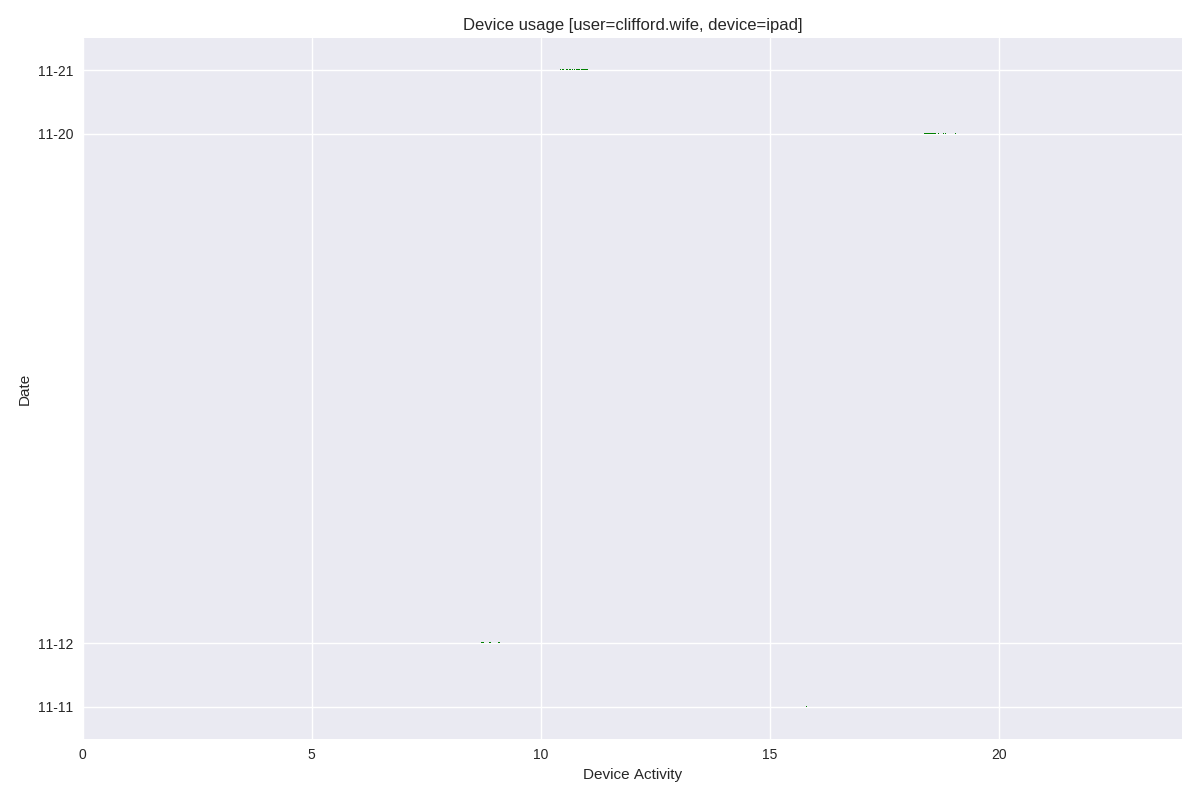 Device usage [user=clifford.wife, device=ipad]
11-21
11-20
Date
11-12
11-11
0 5 10 15 20
Device Activity